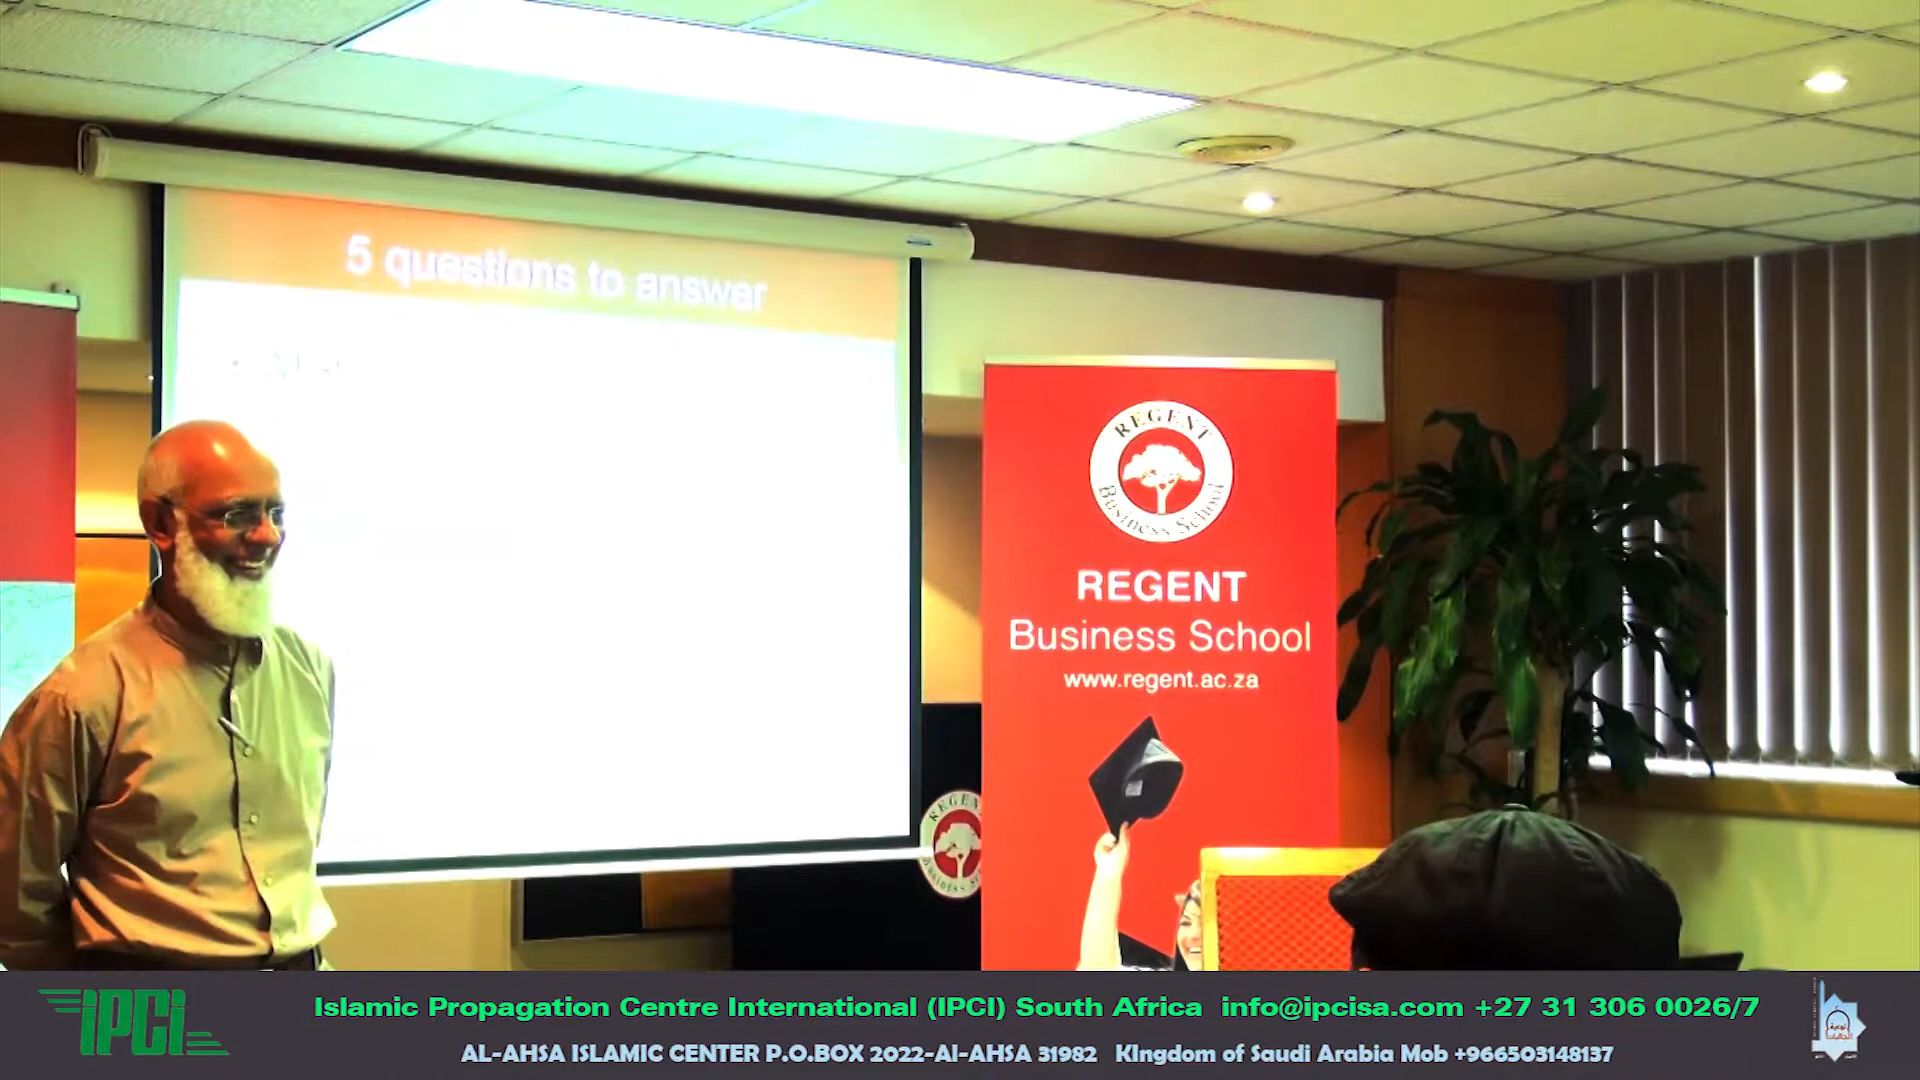 5 questions to answer
REGENT
Business School
REGENT
Business School
www.regent.ac.za
REGENT
IPCI
Islamic Propagation Centre International (IPCI) South Africa info@ipcisa.com +27 31 306 0026/7
AL-AHSA ISLAMIC CENTER P.O.BOX 2022-Al-AHSA 31982 KIngdom of Saudi Arabia Mob +966503148137